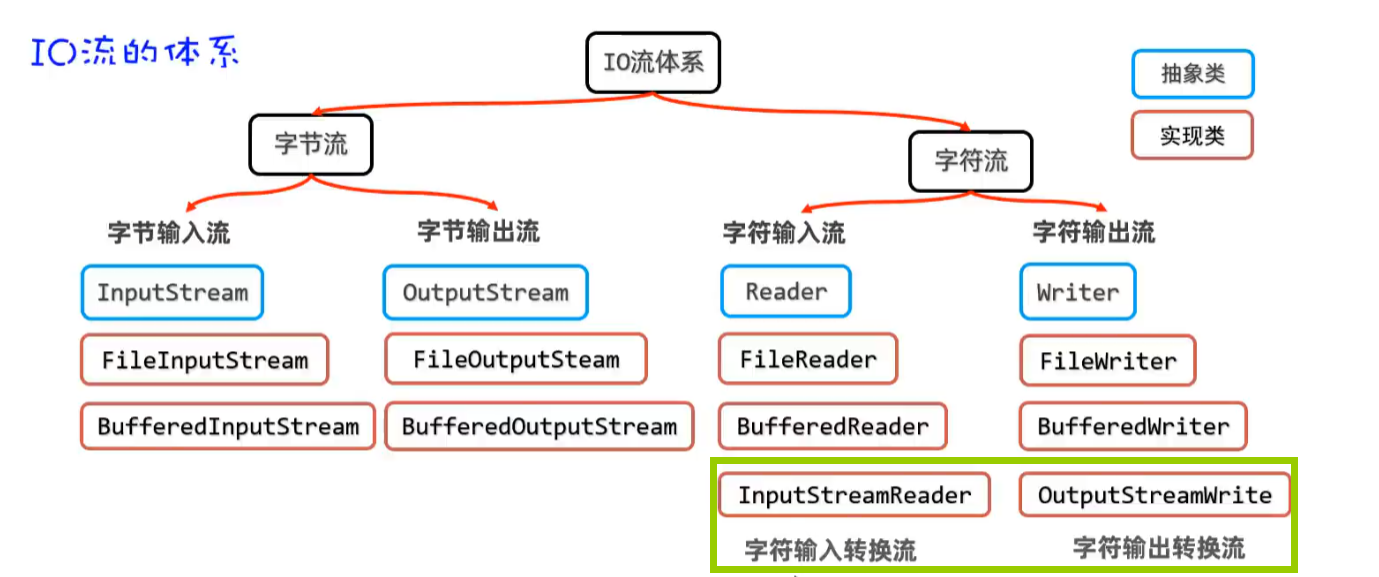 IO流的体系
IO流体系
抽象类
实现类
字节流
字符流
字节输入流
字节输出流
字符输入流
字符输出流
InputStream
OutputStream
Reader
Writer
FileInputStream
FileOutputSteam
FileReader
FileWriter
BufferedInputStream
BufferedOutputStream
BufferedReader
BufferedWriter
InputStreamReader
OutputStreamWrite
字符输入转换流
字符输出转换流